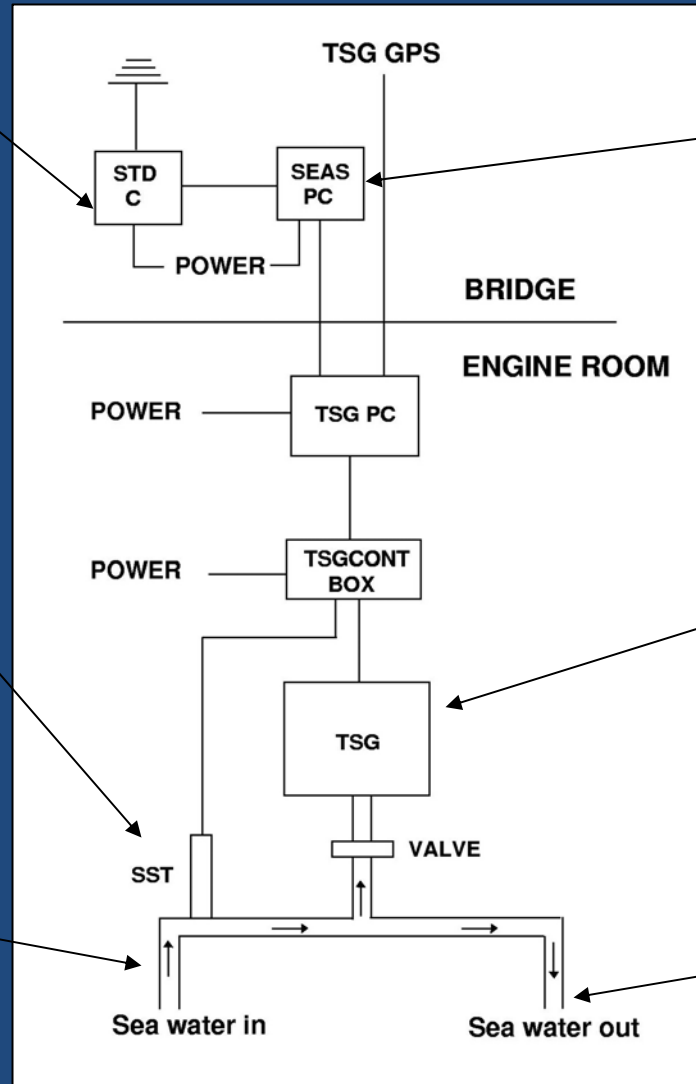 TSG GPS
STD
C
SEAS
PC
POWER
BRIDGE
ENGINE ROOM
POWER
TSG PC
POWER
TSGCONT
BOX
TSG
VALVE
SST
Sea water in
Sea water out